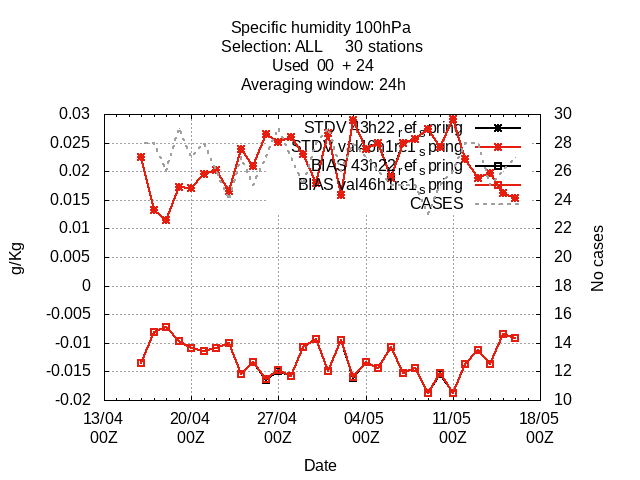 Specific humidity 100hPa
Selection: ALL 30 stations
Used 00 + 24
Averaging window: 24h
0.03
0.025
0.02
0.015
0.01
0.005
0
-0.005
-0.01
-0.015
-0.02
g/Kg
30
28
26
24
22
20
18
16
14
12
10
No cases
STDV 43h22_ref_spring
STDV val46h1rc1_spring
BIAS 43h22_ref_spring
BIAS val46h1rc1_spring
CASES
13/04 00Z
20/04 00Z
27/04 00Z
04/05 00Z
11/05 00Z
18/05 00Z
Date